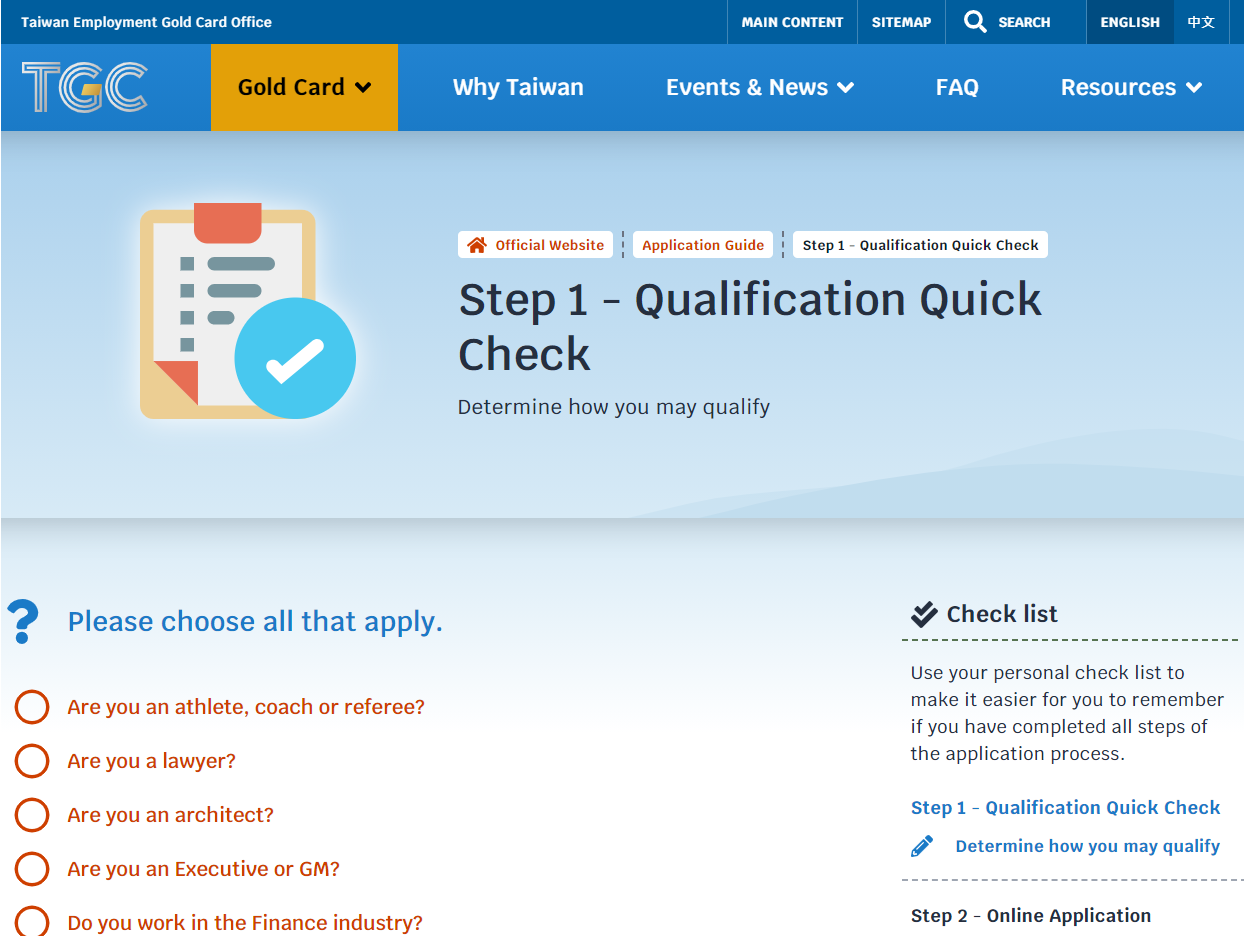 Taiwan Employment Gold Card Office
MAIN CONTENT
SITEMAP
SEARCH
ENGLISH
中文
TGC
Gold Card
Why Taiwan
Events & News
FAQ
Resources
Official Website
Application Guide
Step 1 - Qualification Quick Check
Step 1 - Qualification Quick
Check
Determine how you may qualify
? Please choose all that apply.
Are you an athlete, coach or referee?
Are you a lawyer?
Are you an architect?
Are you an Executive or GM?
Do you work in the Finance industry?
Check list
Use your personal check list to
make it easier for you to remember
if you have completed all steps of
the application process.
Step 1 - Qualification Quick Check
Determine how you may qualify
Step 2 - Online Application